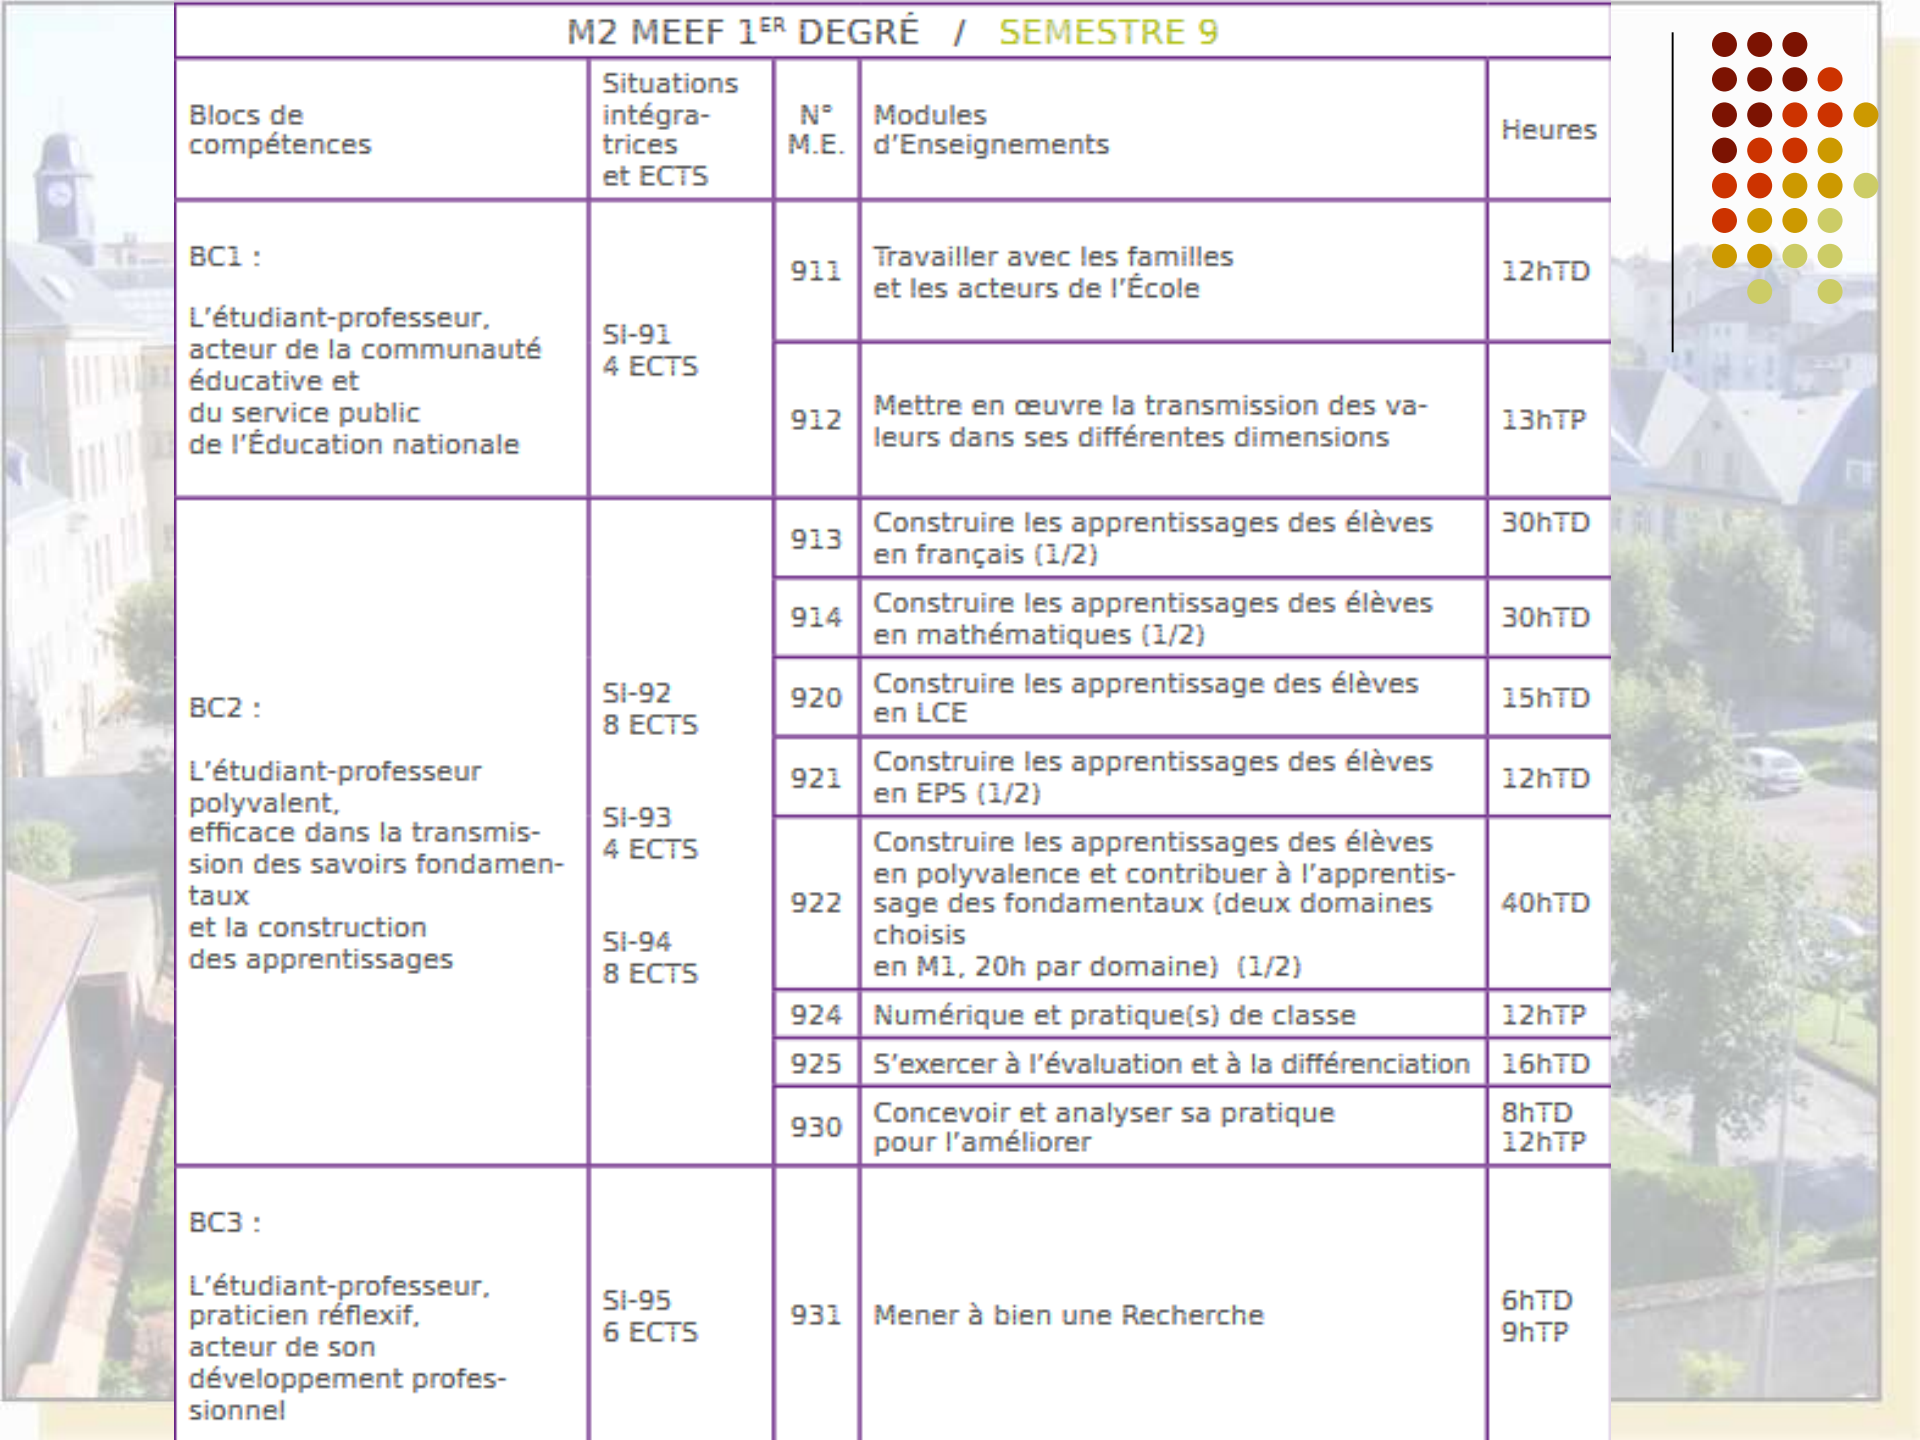 M2 MEEF 1ER DEGRÉ / SEMESTRE 9
Blocs de
compétences
Situations
intégra-
trices
et ECTS
N°
M.E.
Modules
d’Enseignements
Heures
BC1 :
L’étudiant-professeur,
acteur de la communauté
éducative et
du service public
de l’Éducation nationale
SI-91
4 ECTS
911
Travailler avec les familles
et les acteurs de l’École
12hTD
912
Mettre en œuvre la transmission des va-
leurs dans ses différentes dimensions
13hTP
BC2 :
L’étudiant-professeur
polyvalent,
efficace dans la transmis-
sion des savoirs fondamen-
taux
et la construction
des apprentissages
SI-92
8 ECTS
SI-93
4 ECTS
SI-94
8 ECTS
913
Construire les apprentissages des élèves
en français (1/2)
30hTD
914
Construire les apprentissages des élèves
en mathématiques (1/2)
30hTD
920
Construire les apprentissage des élèves
en LCE
15hTD
921
Construire les apprentissages des élèves
en EPS (1/2)
12hTD
922
Construire les apprentissages des élèves
en polyvalence et contribuer à l’apprentis-
sage des fondamentaux (deux domaines
choisis
en M1, 20h par domaine) (1/2)
40hTD
924
Numérique et pratique(s) de classe
12hTP
925
S’exercer à l’évaluation et à la différenciation
16hTD
930
Concevoir et analyser sa pratique
pour l’améliorer
8hTD
12hTP
BC3 :
L’étudiant-professeur,
praticien réflexif,
acteur de son
développement profes-
sionnel
SI-95
6 ECTS
931
Mener à bien une Recherche
6hTD
9hTP